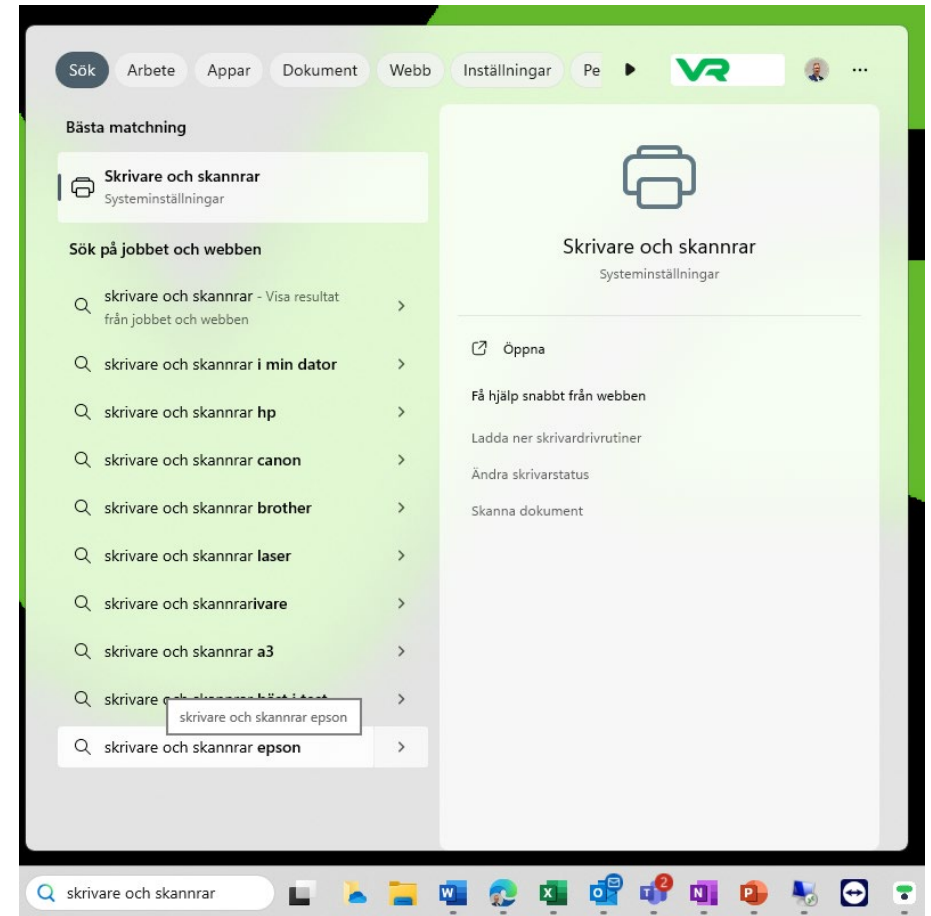 Sök Arbete Appar Dokument Webb Inställningar Pe VR
Bästa matchning
Skrivare och skannrar
Systeminställningar
Sök på jobbet och webben
skrivare och skannrar - Visa resultat
från jobbet och webben
skrivare och skannrar i min dator
skrivare och skannrar hp
skrivare och skannrar canon
skrivare och skannrar brother
skrivare och skannrar laser
skrivare och skannrarivare
skrivare och skannrar a3
skrivare
skrivare och skannrar epson
skrivare och skannrar epson
Skrivare och skannrar
Systeminställningar
Öppna
Få hjälp snabbt från webben
Ladda ner skrivardrivrutiner
Ändra skrivarstatus
Skanna dokument
skrivare och skannrar
2